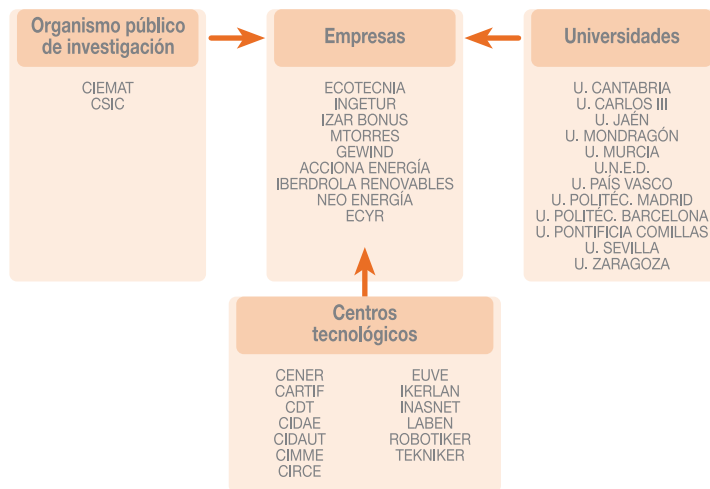 Organismo público
de investigación
CIEMAT
CSIC
Empresas
ECOTECNIA
INGETUR
IZAR BONUS
MTORRES
GEWIND
ACCIONA ENERGÍA
IBERDROLA RENOVABLES
NEO ENERGÍA
ECYR
Universidades
U. CANTABRIA
U. CARLOS III
U. JAÉN
U. MONDRAGÓN
U. MURCIA
U.N.E.D.
U. PAÍS VASCO
U. POLITÉC. MADRID
U. POLITÉC. BARCELONA
U. PONTIFICIA COMILLAS
U. SEVILLA
U. ZARAGOZA
Centros
tecnológicos
CENER
CARTIF
CDT
CIDAE
CIDAUT
CIMME
CIRCE
EUVE
IKERLAN
INASNET
LABEN
ROBOTIKER
TEKNIKER